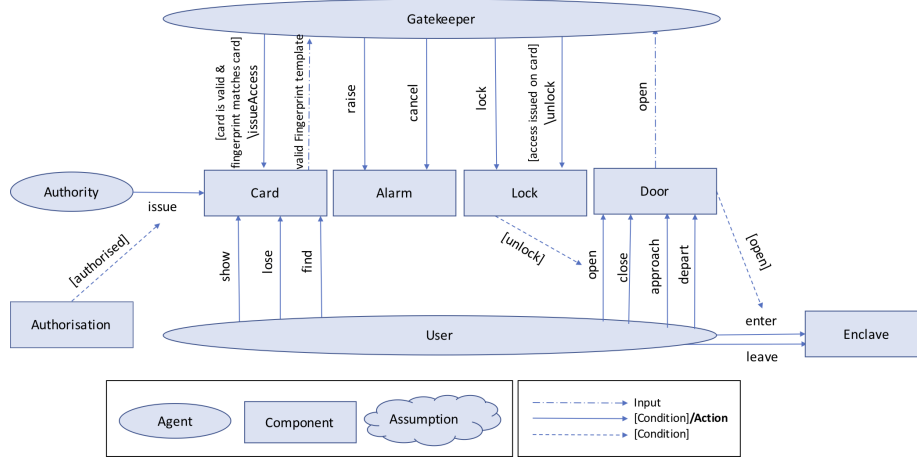 Gatekeeper
[card is valid &
fingerprint matches card]
\issueAccess
valid Fingerprint template
raise
cancel
lock
[access issued on card]
\unlock
open
Authority
issue
Card
Alarm
Lock
Door
[authorised]
[unlock]
[open]
show
lose
find
open
close
approach
depart
Authorisation
User
enter
leave
Enclave
Agent
Component
Assumption
Input
[Condition]/Action
[Condition]